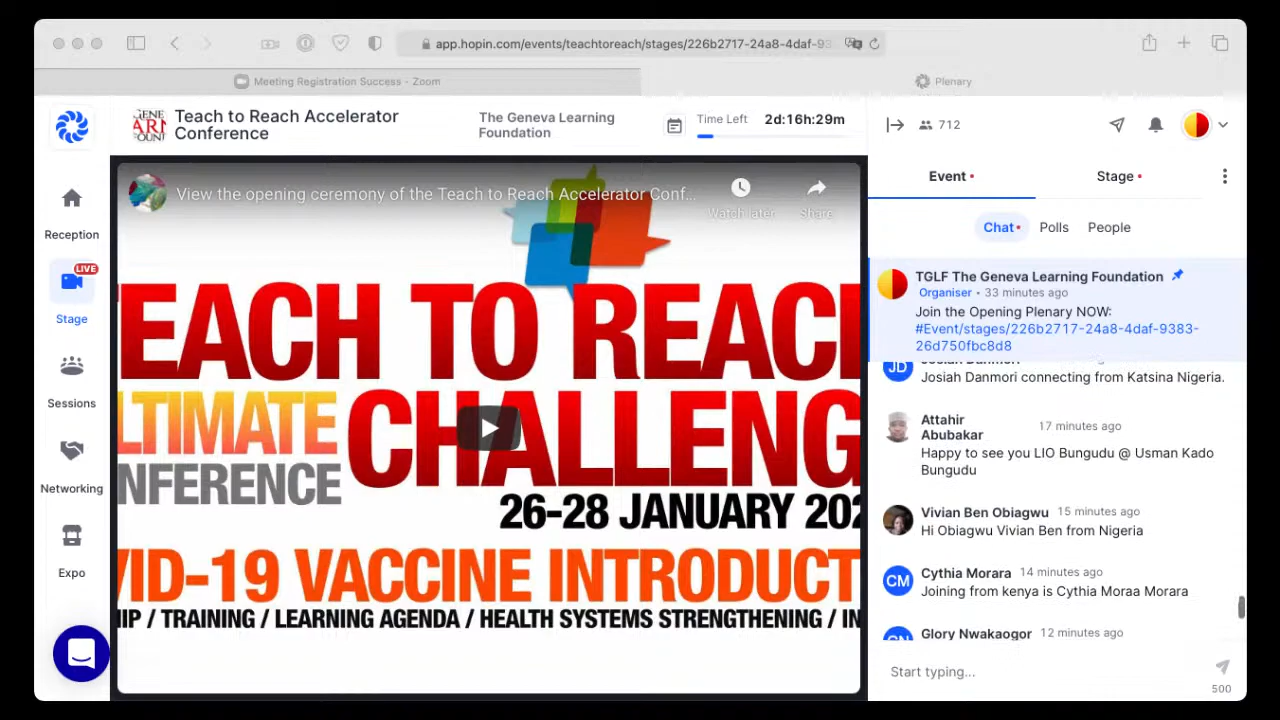 app.hopin.com/events/teachtoreach/stages/226b2717-24a8-4daf-93
Meeting Registration Success - Zoom
Plenary
Teach to Reach Accelerator
Conference
The Geneva Learning
Foundation
Time Left
2d:16h:29m
712
Reception
LIVE
Stage
Sessions
Networking
Expo
View the opening ceremony of the Teach to Reach Accelerator Conf...
Watch later
Share
EACH TO REACH
LTIMATE
NFERENCE
CHALLENG
26-28 JANUARY 202
VID-19 VACCINE INTRODUCT
HIP / TRAINING / LEARNING AGENDA / HEALTH SYSTEMS STRENGTHENING / IN
Event
Stage
Chat
Polls
People
TGLF The Geneva Learning Foundation
Organiser • 33 minutes ago
Join the Opening Plenary NOW:
#Event/stages/226b2717-24a8-4daf-9383-
26d750fbc8d8
JD
Josiah Danmori
Josiah Danmori connecting from Katsina Nigeria.
Attahir
Abubakar
17 minutes ago
Happy to see you LIO Bungudu @ Usman Kado
Bungudu
Vivian Ben Obiagwu 15 minutes ago
Hi Obiagwu Vivian Ben from Nigeria
CM
Cythia Morara 14 minutes ago
Joining from kenya is Cythia Moraa Morara
GN
Glory Nwakaogor 12 minutes ago
Start typing...
500